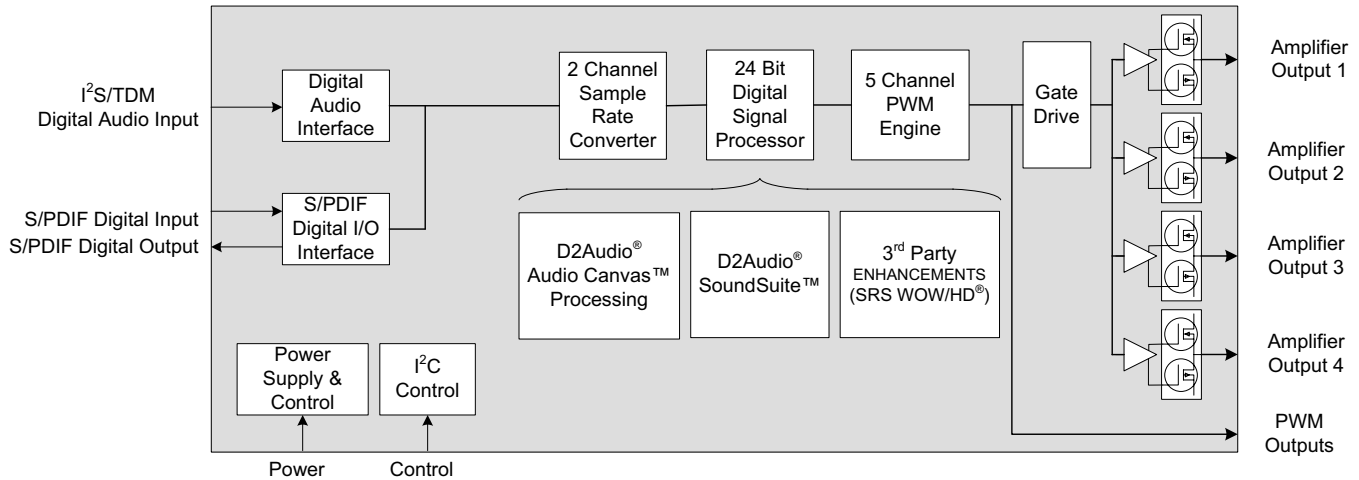 I²S/TDM
Digital Audio Input
S/PDIF Digital Input
S/PDIF Digital Output
Digital
Audio
Interface
S/PDIF
Digital I/O
Interface
2 Channel
Sample
Rate
Converter
24 Bit
Digital
Signal
Processor
5 Channel
PWM
Engine
Gate
Drive
Amplifier
Output 1
Amplifier
Output 2
Amplifier
Output 3
Amplifier
Output 4
PWM
Outputs
D2Audio®
Audio Canvas™
Processing
D2Audio®
SoundSuite™
3rd Party
ENHANCEMENTS
(SRS WOW/HD®)
Power
Supply &
Control
I²C
Control
Power
Control